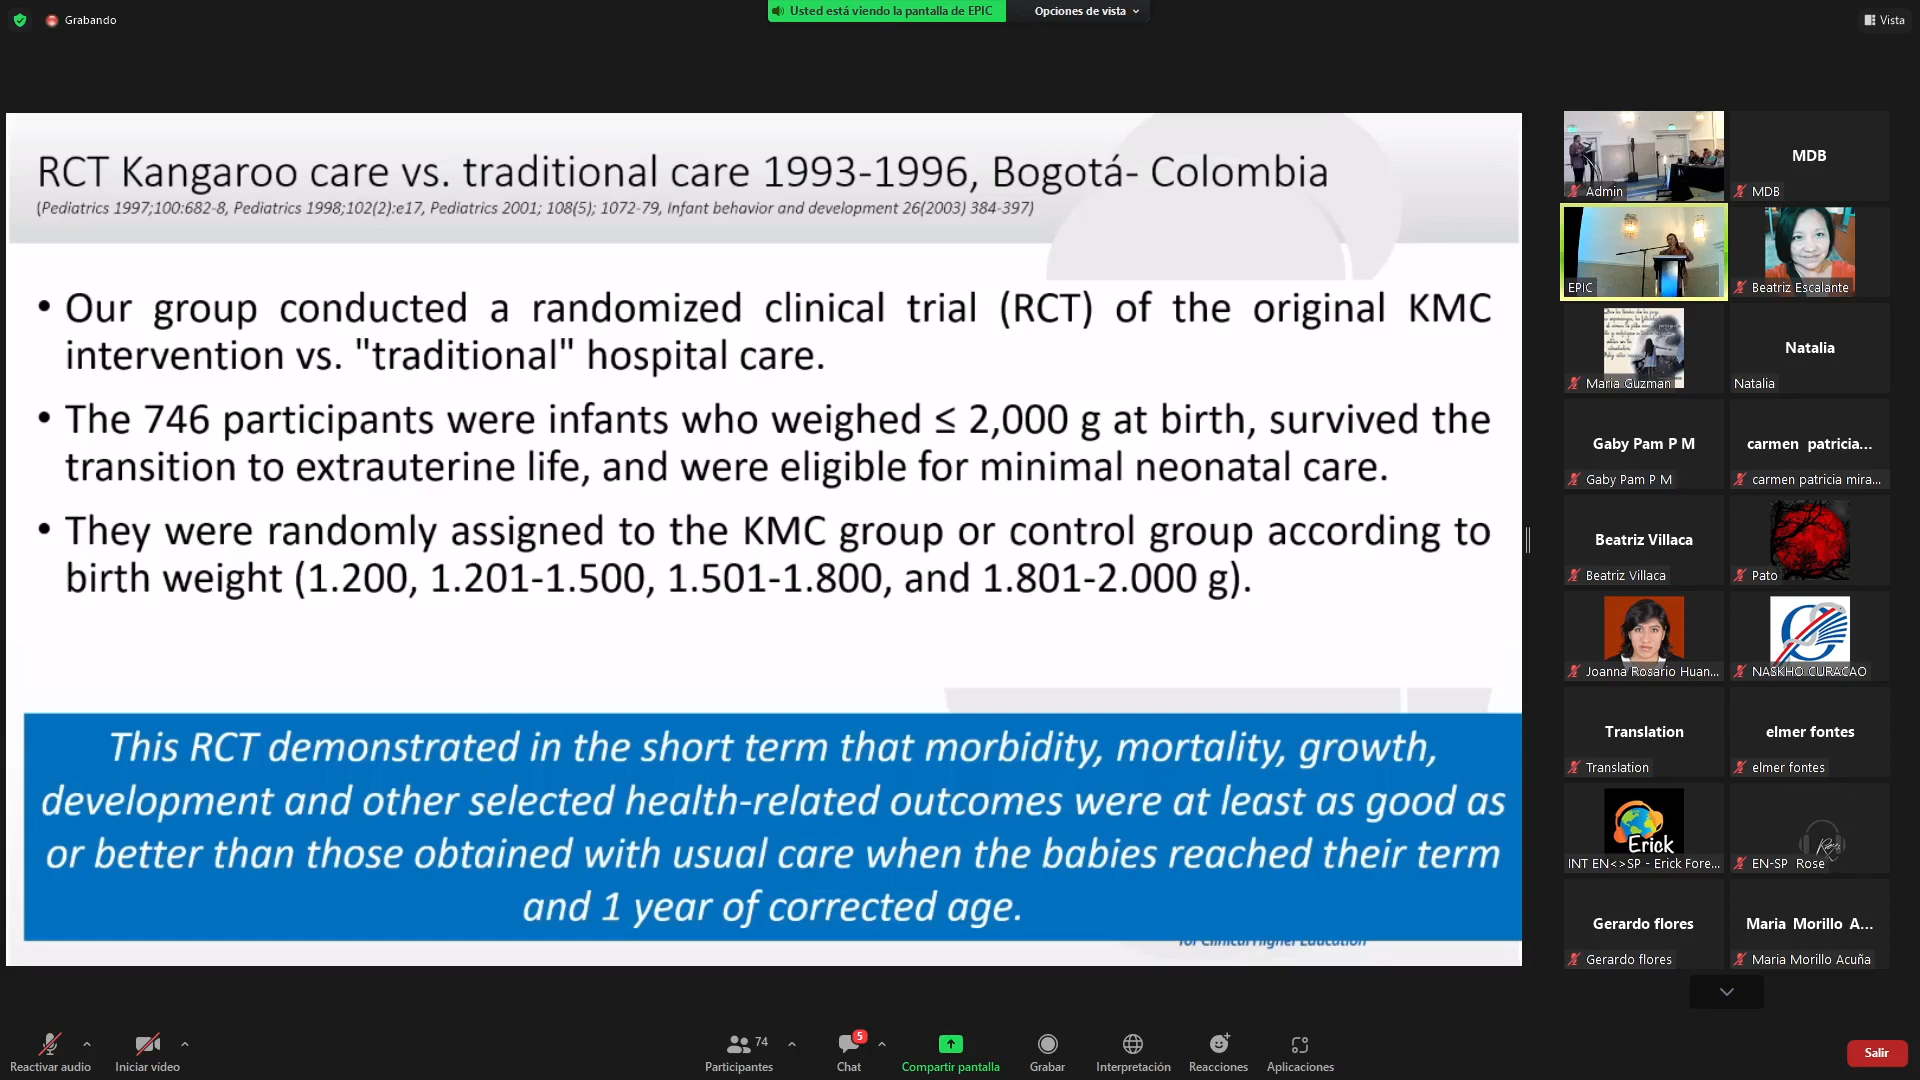 Grabando
Usted está viendo la pantalla de EPIC
Opciones de vista
Vista
RCT Kangaroo care vs. traditional care 1993-1996, Bogotá- Colombia
(Pediatrics 1997;100:682-8, Pediatrics 1998;102(2):e17, Pediatrics 2001; 108(5); 1072-79, Infant behavior and development 26(2003) 384-397)
• Our group conducted a randomized clinical trial (RCT) of the original KMC
intervention vs. "traditional" hospital care.
• The 746 participants were infants who weighed ≤ 2,000 g at birth, survived the
transition to extrauterine life, and were eligible for minimal neonatal care.
• They were randomly assigned to the KMC group or control group according to
birth weight (1.200, 1.201-1.500, 1.501-1.800, and 1.801-2.000 g).
This RCT demonstrated in the short term that morbidity, mortality, growth,
development and other selected health-related outcomes were at least as good as
or better than those obtained with usual care when the babies reached their term
and 1 year of corrected age.
for Clinical Higher Education
Admin
MDB
MDB
EPIC
Beatriz Escalante
Maria Guzman
Natalia
Natalia
Gaby Pam P M
Gaby Pam P M
carmen patricia...
carmen patricia mira...
Beatriz Villaca
Beatriz Villaca
Pato
Joanna Rosario Huan...
NASKHO CURACAO
Translation
Translation
elmer fontes
elmer fontes
Erick
INT EN<>SP - Erick Fore...
EN-SP Rose
Gerardo flores
Gerardo flores
Maria Morillo A...
Maria Morillo Acuña
Reactivar audio
Iniciar vídeo
74
Participantes
5
Chat
Compartir pantalla
Grabar
Interpretación
Reacciones
Aplicaciones
Salir